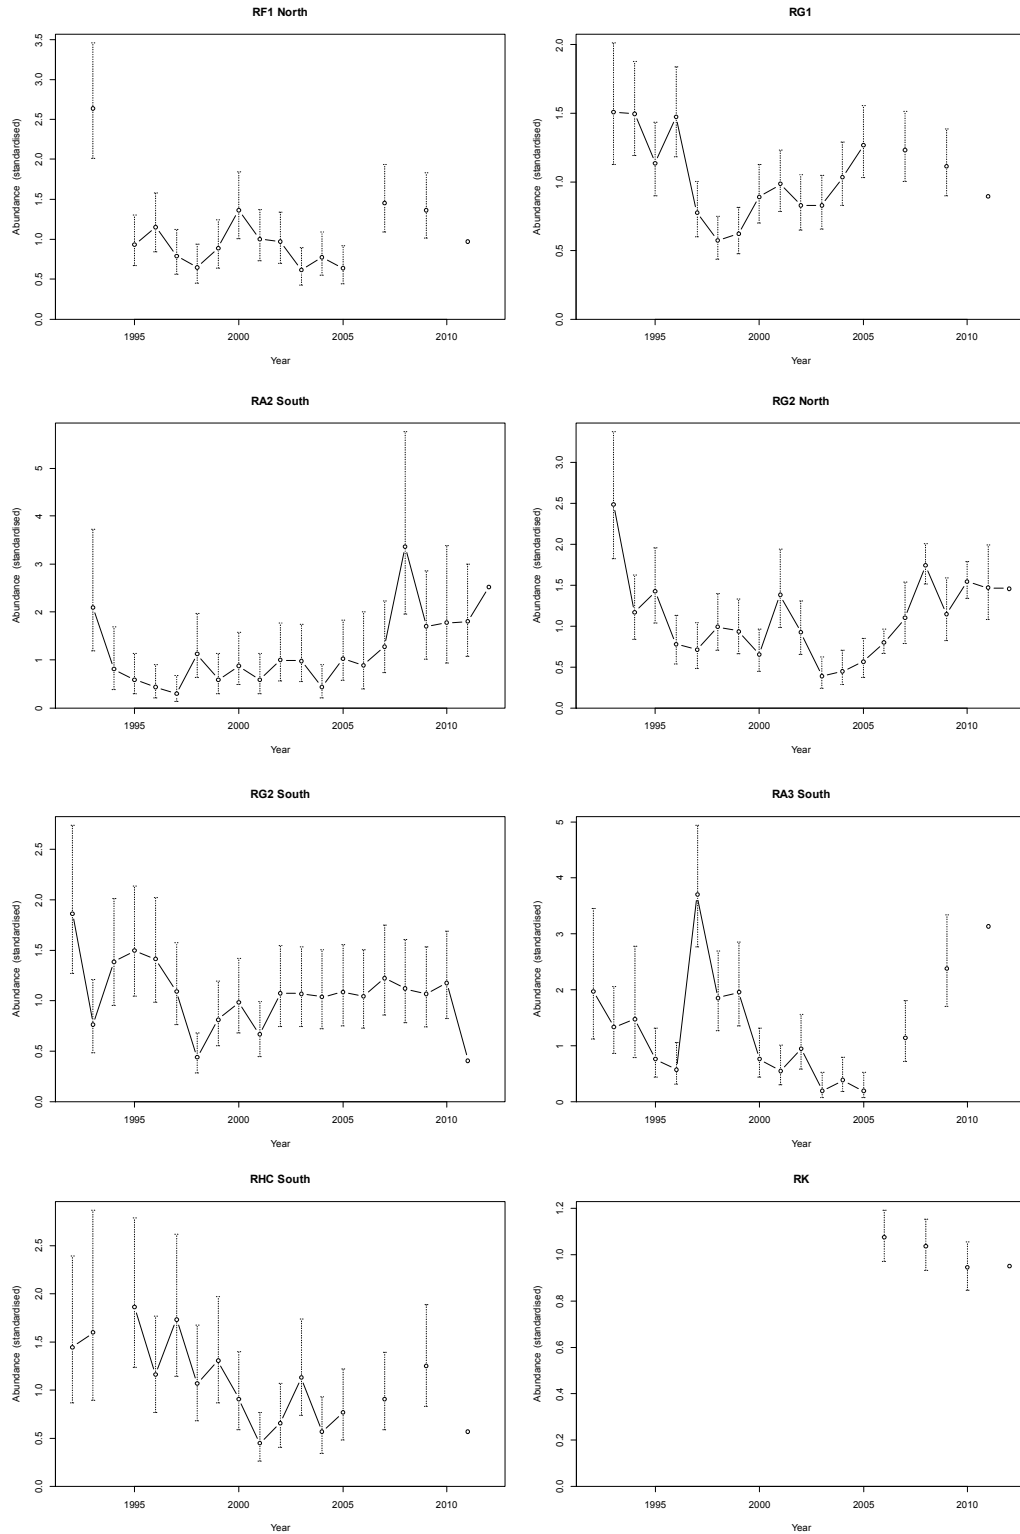 RF1 North
Abundance (standardised)
0.0 0.5 1.0 1.5 2.0 2.5 3.0 3.5
1995 2000 2005 2010
Year
RG1
Abundance (standardised)
0.0 0.5 1.0 1.5 2.0
1995 2000 2005 2010
Year
RA2 South
Abundance (standardised)
0 1 2 3 4 5
1995 2000 2005 2010
Year
RG2 North
Abundance (standardised)
0.0 0.5 1.0 1.5 2.0 2.5 3.0
1995 2000 2005 2010
Year
RG2 South
Abundance (standardised)
0.0 0.5 1.0 1.5 2.0 2.5
1995 2000 2005 2010
Year
RA3 South
Abundance (standardised)
0 1 2 3 4 5
1995 2000 2005 2010
Year
RHC South
Abundance (standardised)
0.0 0.5 1.0 1.5 2.0 2.5
1995 2000 2005 2010
Year
RK
Abundance (standardised)
0.0 0.2 0.4 0.6 0.8 1.0 1.2
1995 2000 2005 2010
Year